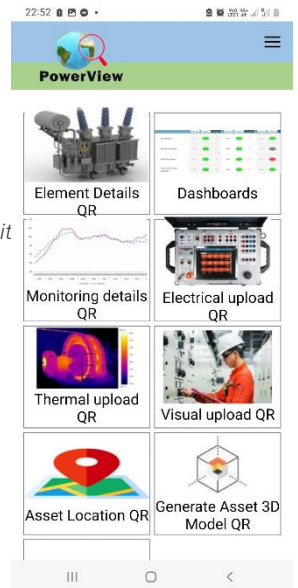 22:52
PowerView
Element Details
QR
Dashboards
it
Monitoring details
QR
Electrical upload
QR
Thermal upload
QR
Visual upload QR
Asset Location QR
Generate Asset 3D
Model QR